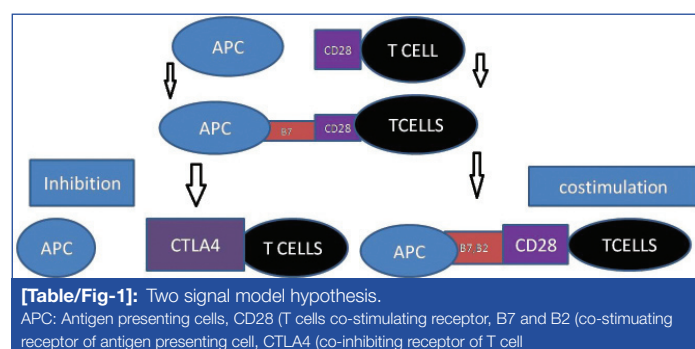 APC CD28 T CELL
APC B7 CD28 TCELLS
Inhibition costimulation
APC CTLA4 T CELLS APC B7,B2 CD28 TCELLS
[Table/Fig-1]: Two signal model hypothesis.
APC: Antigen presenting cells, CD28 (T cells co-stimulating receptor, B7 and B2 (co-stimuating
receptor of antigen presenting cell, CTLA4 (co-inhibiting receptor of T cell